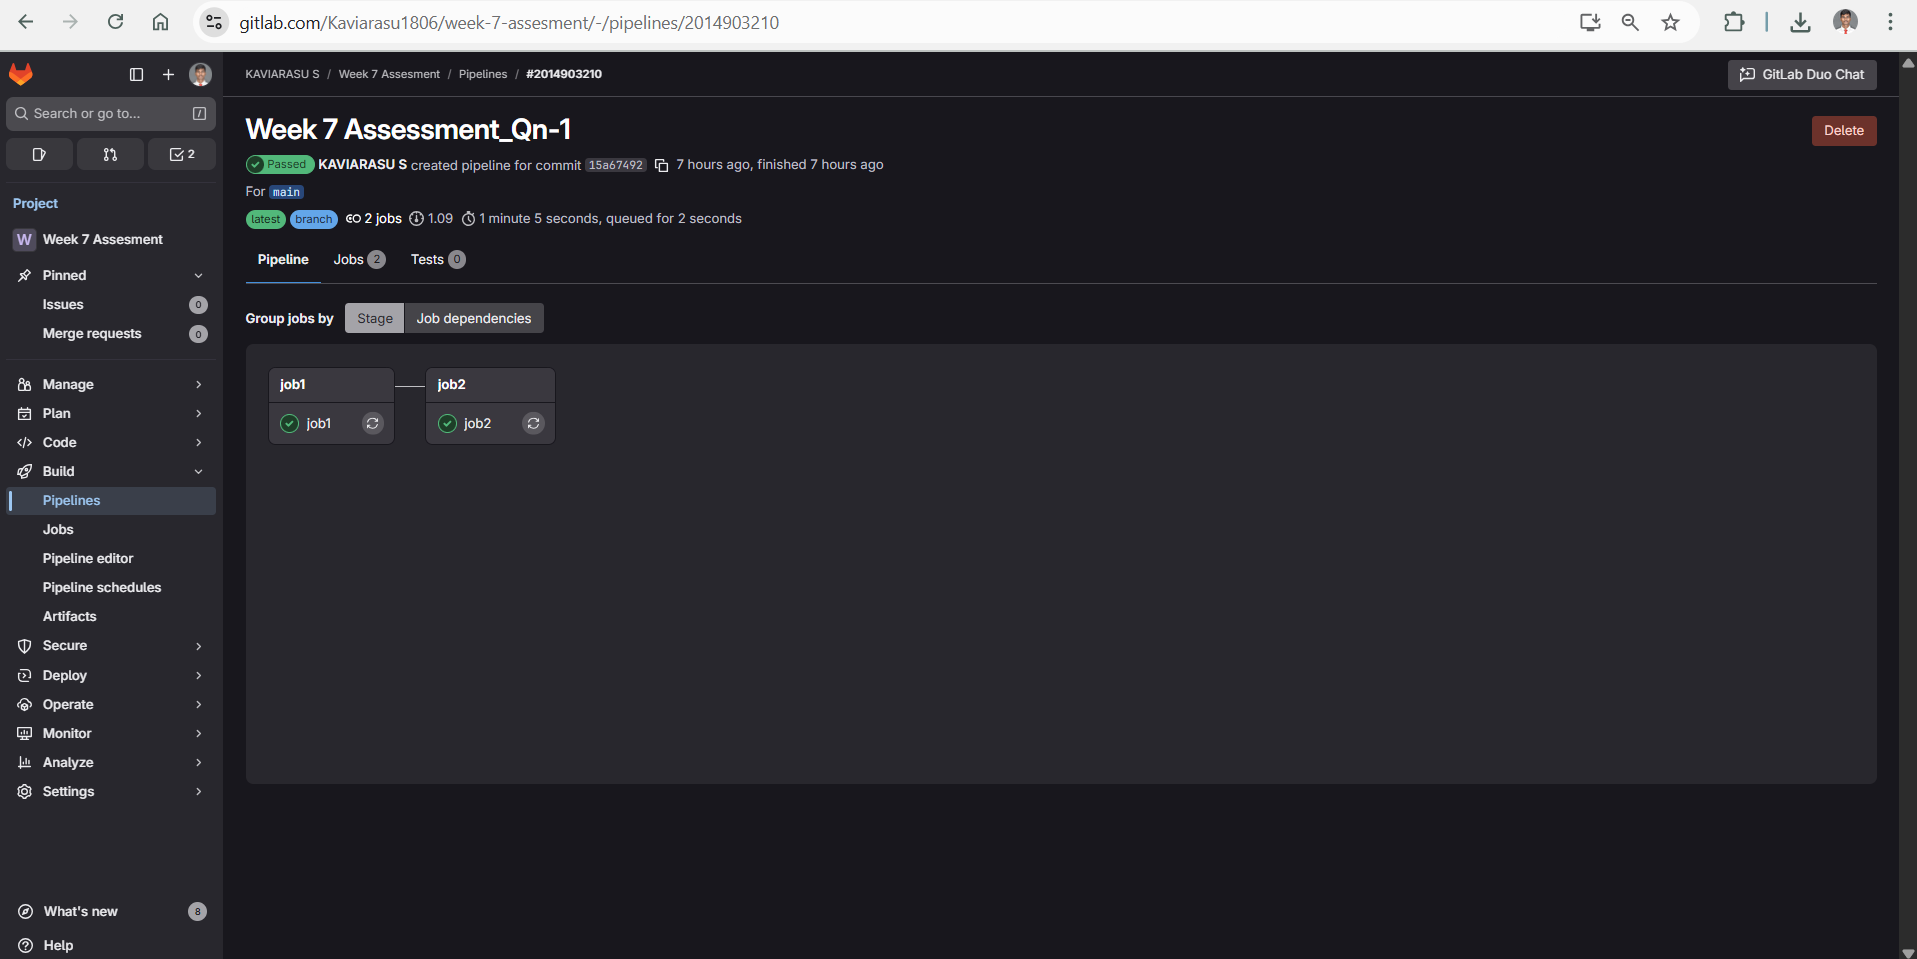 gitlab.com/Kaviarasu1806/week-7-assesment/-/pipelines/2014903210
Search or go to... /
2
Project
W Week 7 Assesment
Pinned
Issues 0
Merge requests 0
Manage
Plan
Code
Build
Pipelines
Jobs
Pipeline editor
Pipeline schedules
Artifacts
Secure
Deploy
Operate
Monitor
Analyze
Settings
What's new 8
Help
KAVIARASU S / Week 7 Assesment / Pipelines / #2014903210
GitLab Duo Chat
Week 7 Assessment_Qn-1
Delete
Passed KAVIARASU S created pipeline for commit 15a67492 7 hours ago, finished 7 hours ago
For main
latest branch 2 jobs 1.09 1 minute 5 seconds, queued for 2 seconds
Pipeline Jobs 2 Tests 0
Group jobs by Stage Job dependencies
job1 job2
job1 job2